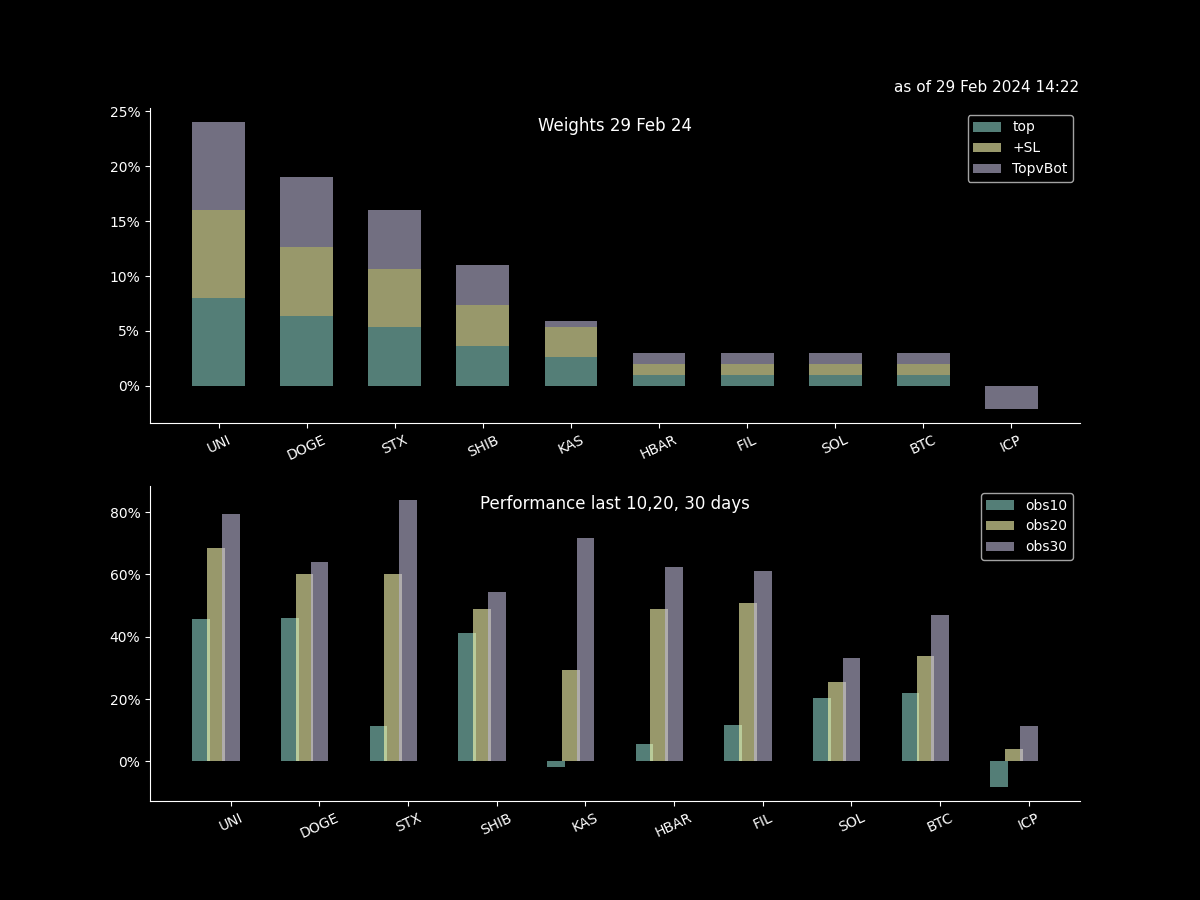 as of 29 Feb 2024 14:22
Weights 29 Feb 24
25%
20%
15%
10%
5%
0%
top
+SL
TopvBot
UNI DOGE STX SHIB KAS HBAR FIL SOL BTC ICP
Performance last 10,20, 30 days
80%
60%
40%
20%
0%
obs10
obs20
obs30
UNI DOGE STX SHIB KAS HBAR FIL SOL BTC ICP